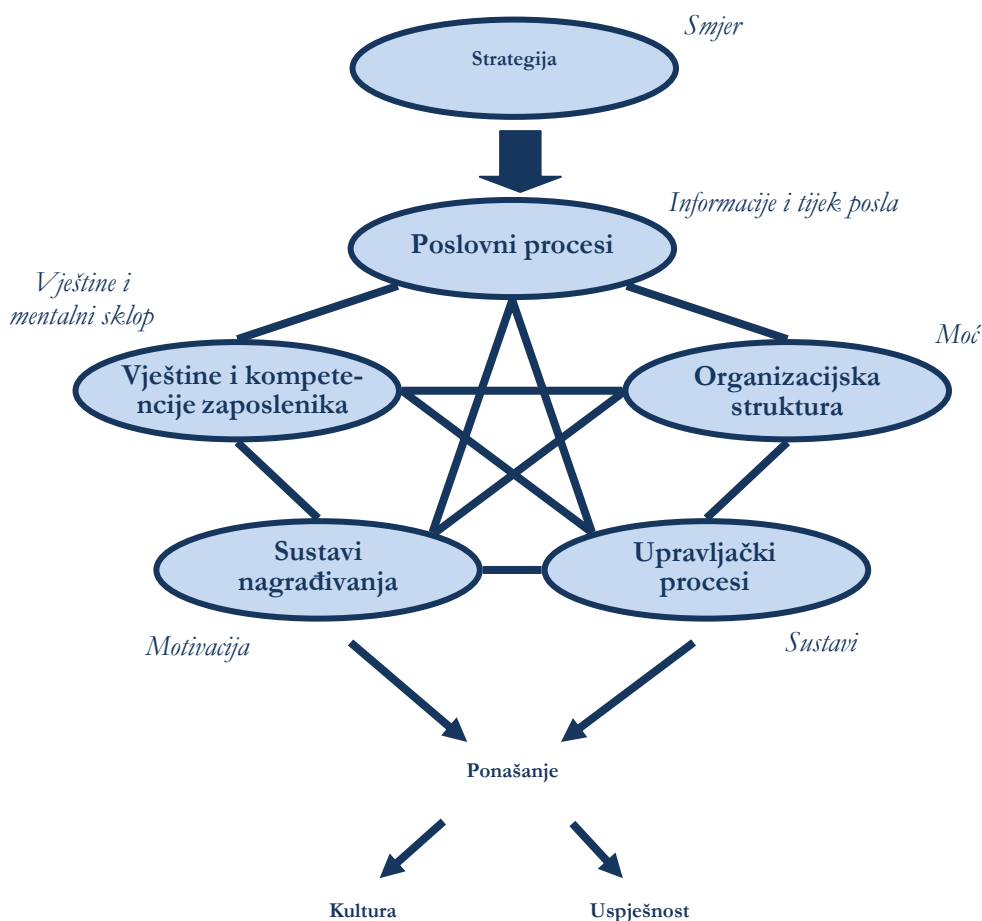 Smjer
Strategija
Informacije i tijek posla
Poslovni procesi
Vještine i
mentalni sklop
Moć
Vještine i kompete-
ncije zaposlenika
Organizacijska
struktura
Sustavi
nagrađivanja
Upravljački
procesi
Motivacija
Sustavi
Ponašanje
Kultura
Uspješnost